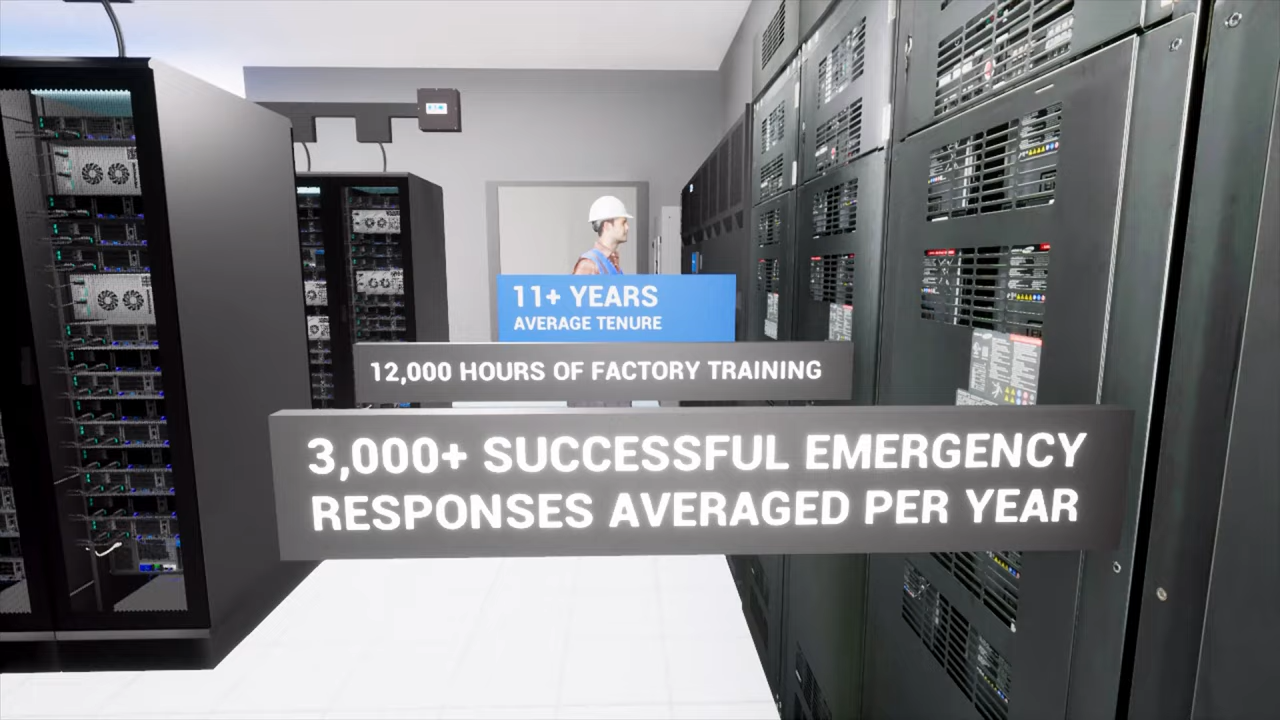 11+ YEARS
AVERAGE TENURE
12,000 HOURS OF FACTORY TRAINING
3,000+ SUCCESSFUL EMERGENCY
RESPONSES AVERAGED PER YEAR